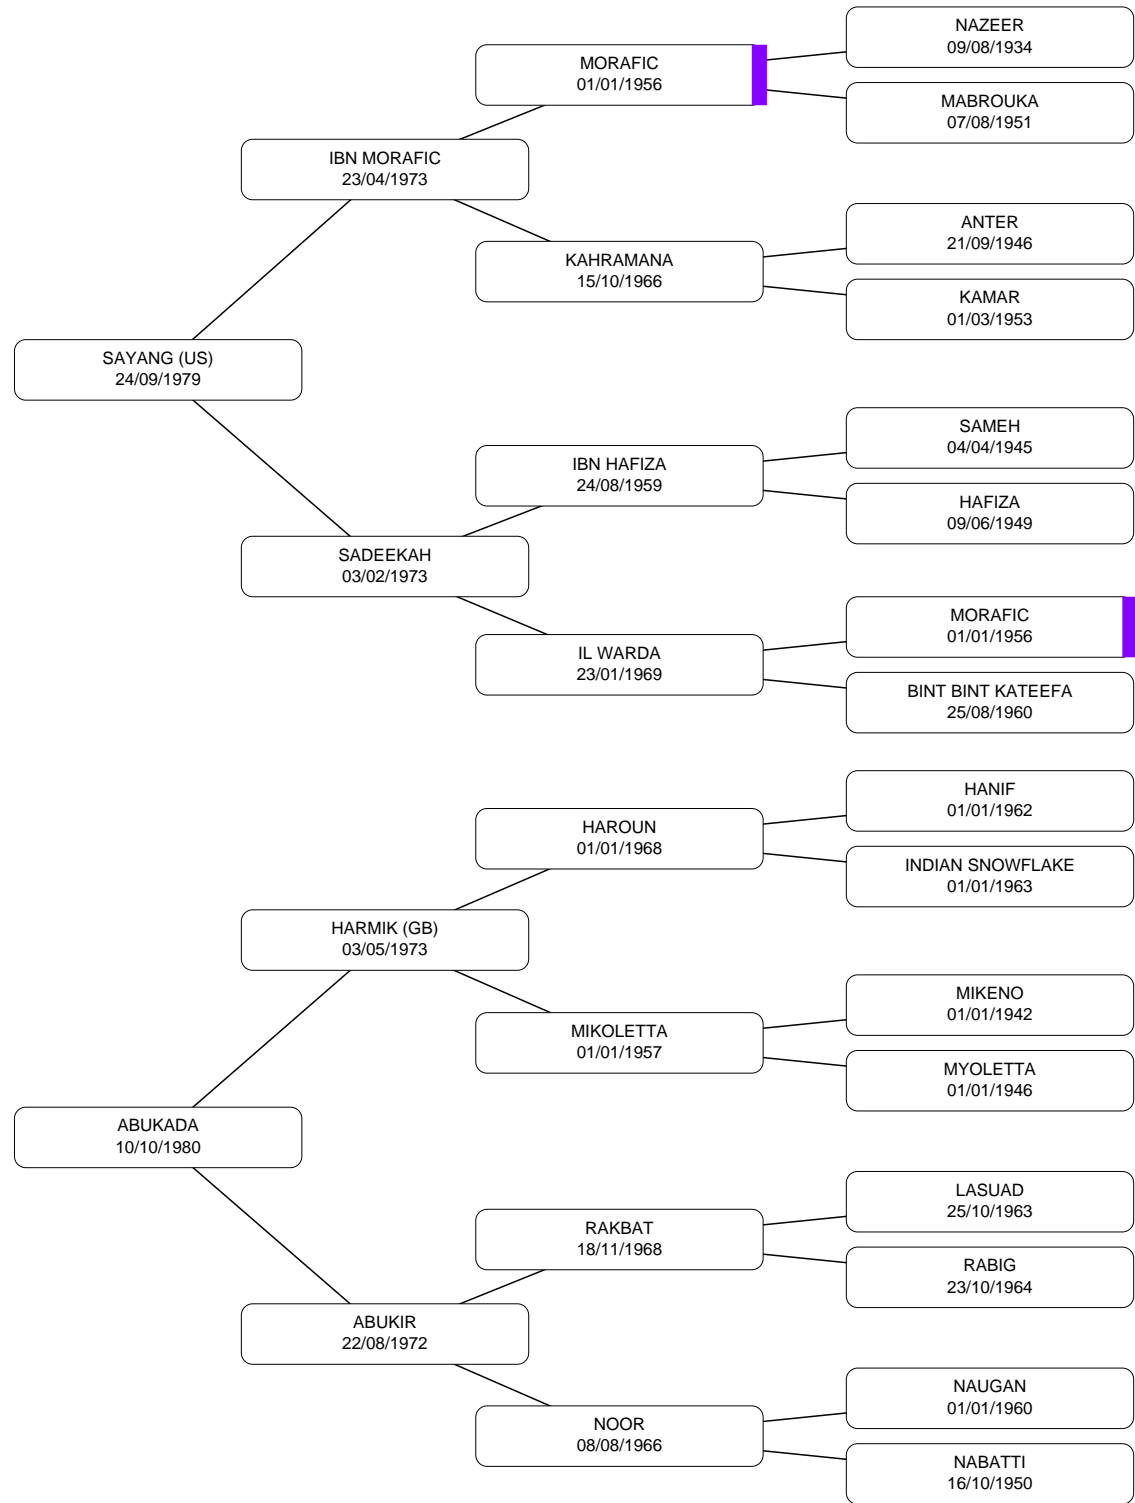 NAZEER
09/08/1934
MORAFIC
01/01/1956
MABROUKA
07/08/1951
IBN MORAFIC
23/04/1973
ANTER
21/09/1946
KAHRAMANA
15/10/1966
KAMAR
01/03/1953
SAYANG (US)
24/09/1979
SAMEH
04/04/1945
IBN HAFIZA
24/08/1959
HAFIZA
09/06/1949
SADEEKAH
03/02/1973
MORAFIC
01/01/1956
IL WARDA
23/01/1969
BINT BINT KATEEFA
25/08/1960
HANIF
01/01/1962
HAROUN
01/01/1968
INDIAN SNOWFLAKE
01/01/1963
HARMIK (GB)
03/05/1973
MIKENO
01/01/1942
MIKOLETTA
01/01/1957
MYOLETTA
01/01/1946
ABUKADA
10/10/1980
LASUAD
25/10/1963
RAKBAT
18/11/1968
RABIG
23/10/1964
ABUKIR
22/08/1972
NAUGAN
01/01/1960
NOOR
08/08/1966
NABATTI
16/10/1950